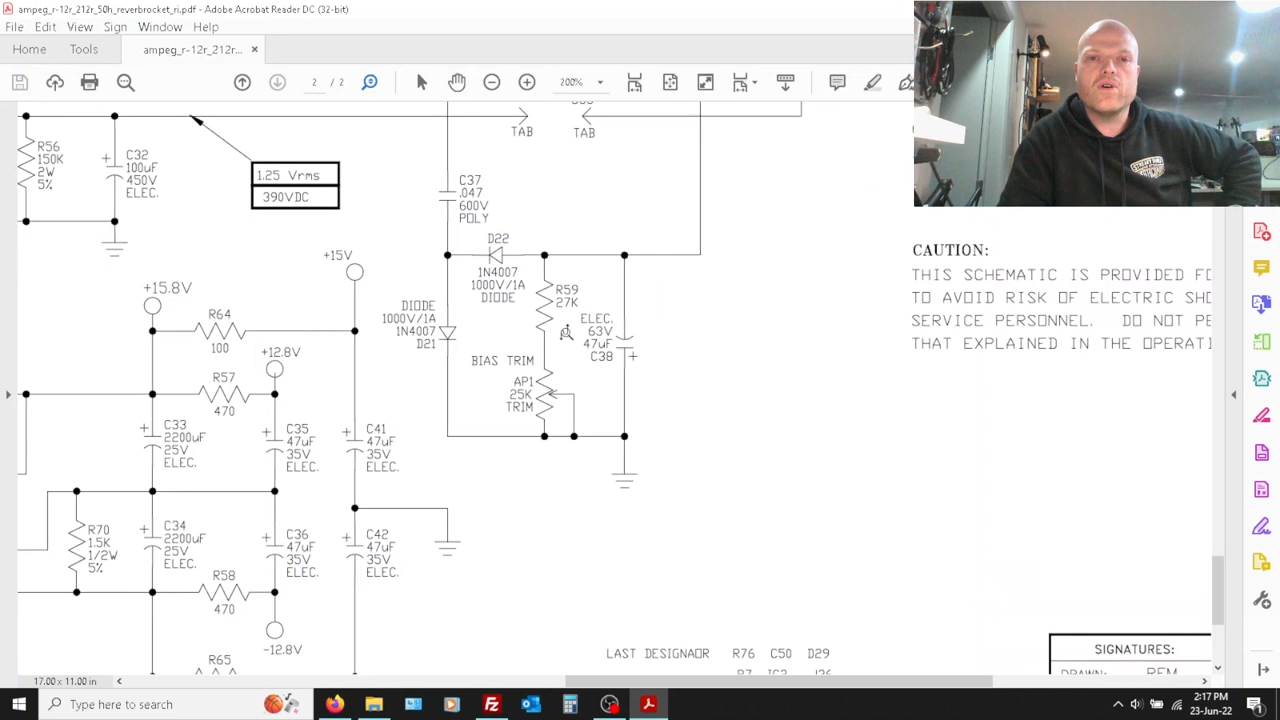 ampeg_r-12r_212r_50h_reverbrocket_ri.pdf - Adobe Acrobat Reader DC (32-bit)
File Edit View Sign Window Help
Home Tools ampeg_r-12r_212r... ×
2 / 2 200%
TAB TAB
R56
150K
2W
5%
C32
100uF
450V
ELEC.
1.25 Vrms
390VDC
C37
.047
600V
POLY
D22
1N4007
1000V/1A
DIODE
R59
27K
DIODE
1000V/1A
1N4007
D21
ELEC.
63V
47uF
C38
BIAS TRIM
AP1
25K
TRIM
+15V
+15.8V
R64
100
+12.8V
R57
470
C33
2200uF
25V
ELEC.
C35
47uF
35V
ELEC.
C41
47uF
35V
ELEC.
R70
1.5K
1/2W
5%
C34
2200uF
25V
ELEC.
C36
47uF
35V
ELEC.
C42
47uF
35V
ELEC.
R58
470
-12.8V
R65
CAUTION:
THIS SCHEMATIC IS PROVIDED
TO AVOID RISK OF ELECTRIC
SERVICE PERSONNEL. DO NOT
THAT EXPLAINED IN THE
LAST DESIGNAOR R76 C50 D29
SIGNATURES:
DRAWN:
17.00 x 11.00 in
Type here to search
2:17 PM
23-Jun-22